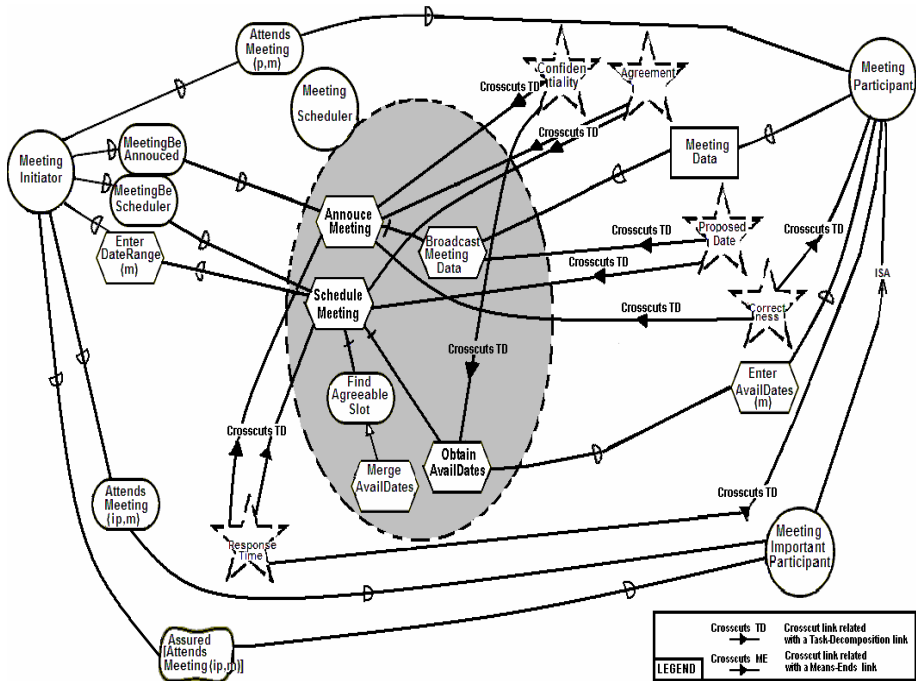 Attends
Meeting
(p,m)
Meeting
Scheduler
Confiden
tiality
Agreement
Crosscuts TD
Crosscuts TD
Meeting
Participant
Meeting
Initiator
MeetingBe
Annouced
MeetingBe
Scheduler
Enter
DateRange
(m)
Meeting
Data
Annouce
Meeting
Broadcast
Meeting
Data
Proposed
Date
Crosscuts TD
Crosscuts TD
Crosscuts TD
ISA
Schedule
Meeting
Correct
ness
Crosscuts TD
Crosscuts TD
Find
Agreeable
Slot
Enter
AvailDates
(m)
Crosscuts TD
Merge
AvailDates
Obtain
AvailDates
Crosscuts TD
Attends
Meeting
(ip,m)
Response
Time
Meeting
Important
Participant
Assured
[Attends
Meeting(ip,m)]
Crosscuts TD
Crosscut link related
with a Task-Decomposition link
LEGEND
Crosscuts ME
Crosscut link related
with a Means-Ends link